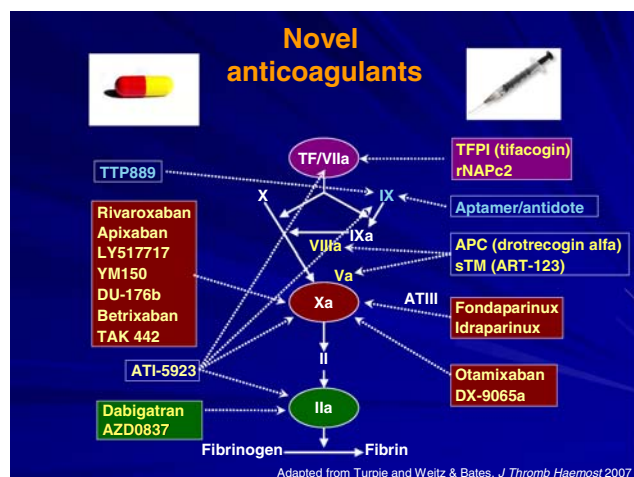 Novel
anticoagulants
TF/VIIa
TFPI (tifacogin)
rNAPc2
TTP889
X
IX
Aptamer/antidote
Rivaroxaban
Apixaban
LY517717
YM150
DU-176b
Betrixaban
TAK 442
IXa
VIIIa
APC (drotrecogin alfa)
sTM (ART-123)
Va
Xa
ATIII
Fondaparinux
Idraparinux
II
ATI-5923
Otamixaban
DX-9065a
Dabigatran
AZD0837
IIa
Fibrinogen
Fibrin
Adapted from Turpie and Weitz & Bates, J Thromb Haemost 2007